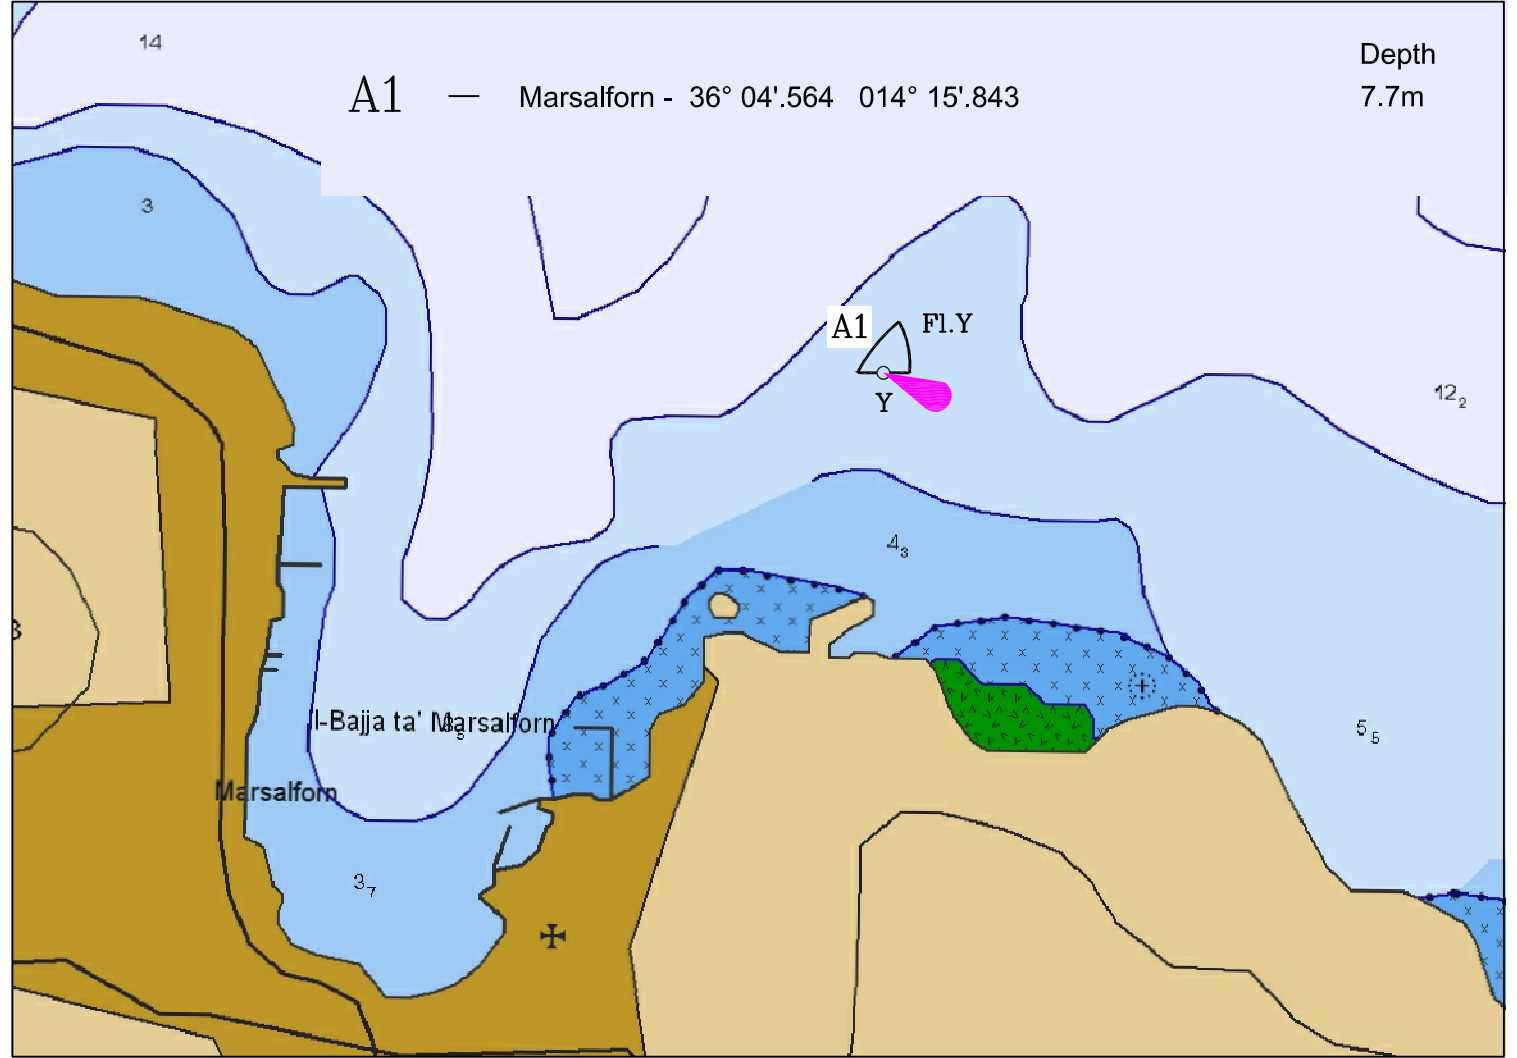 14
Depth
A1 — Marsalforn - 36° 04'.564 014° 15'.843
7.7m
3
A1
Fl.Y
12₂
Y
4₃
l-Bajja ta' Marsalforn
5₅
Marsalforn
3₇